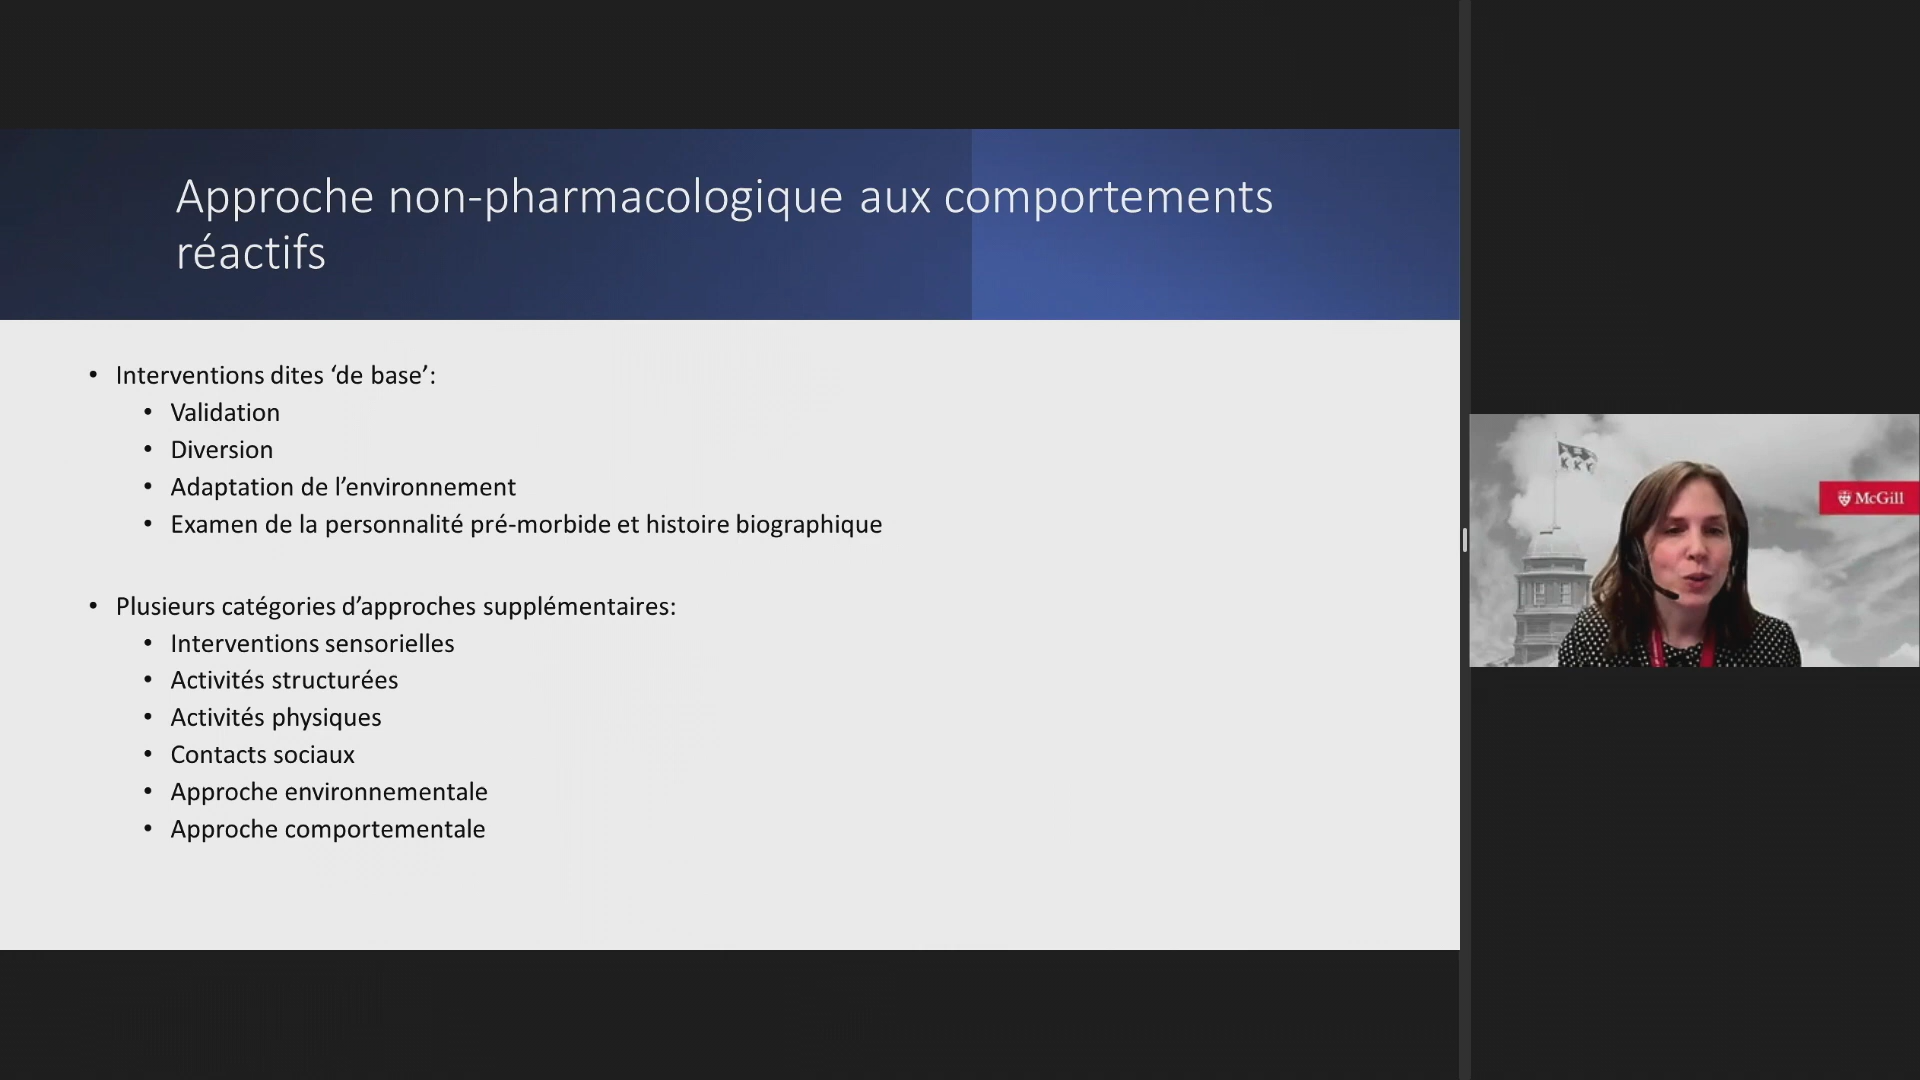 Approche non-pharmacologique aux comportements
réactifs
• Interventions dites ‘de base’:
• Validation
• Diversion
• Adaptation de l’environnement
• Examen de la personnalité pré-morbide et histoire biographique
• Plusieurs catégories d’approches supplémentaires:
• Interventions sensorielles
• Activités structurées
• Activités physiques
• Contacts sociaux
• Approche environnementale
• Approche comportementale
McGill